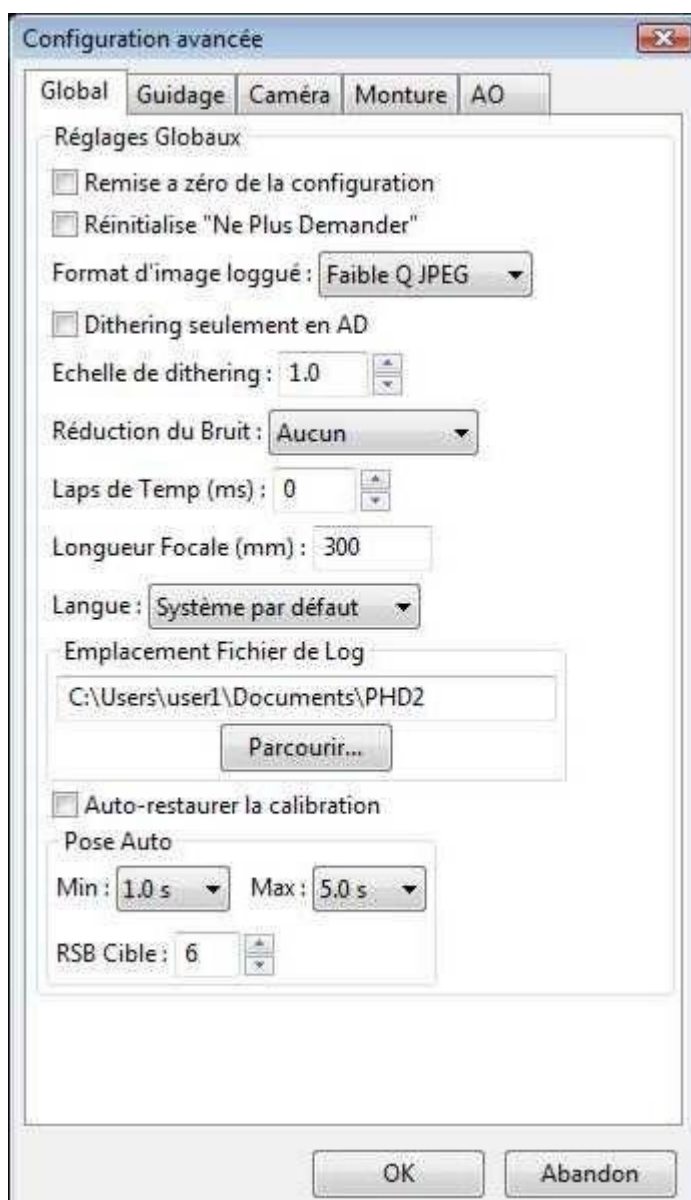 Configuration avancée
Global Guidage Caméra Monture AO
Réglages Globaux
Remise a zéro de la configuration
Réinitialise "Ne Plus Demander"
Format d'image loggué : Faible Q JPEG
Dithering seulement en AD
Echelle de dithering : 1.0
Réduction du Bruit : Aucun
Laps de Temp (ms) : 0
Longueur Focale (mm) : 300
Langue : Système par défaut
Emplacement Fichier de Log
C:\Users\user1\Documents\PHD2
Parcourir...
Auto-restaurer la calibration
Pose Auto
Min : 1.0 s Max : 5.0 s
RSB Cible : 6
OK Abandon